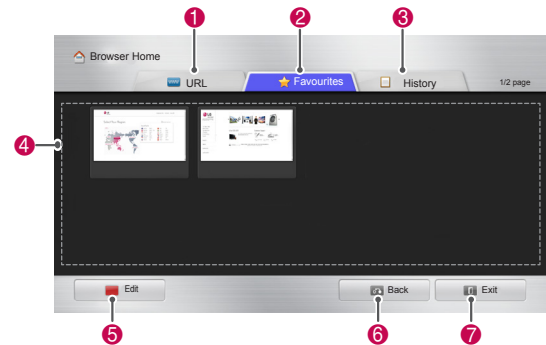 1 2 3
Browser Home
URL Favourites History 1/2 page
4
Edit Back Exit
5 6 7